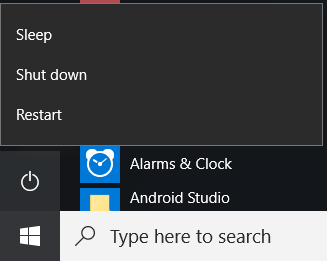 Sleep
Shut down
Restart
Alarms & Clock
Android Studio
Type here to search